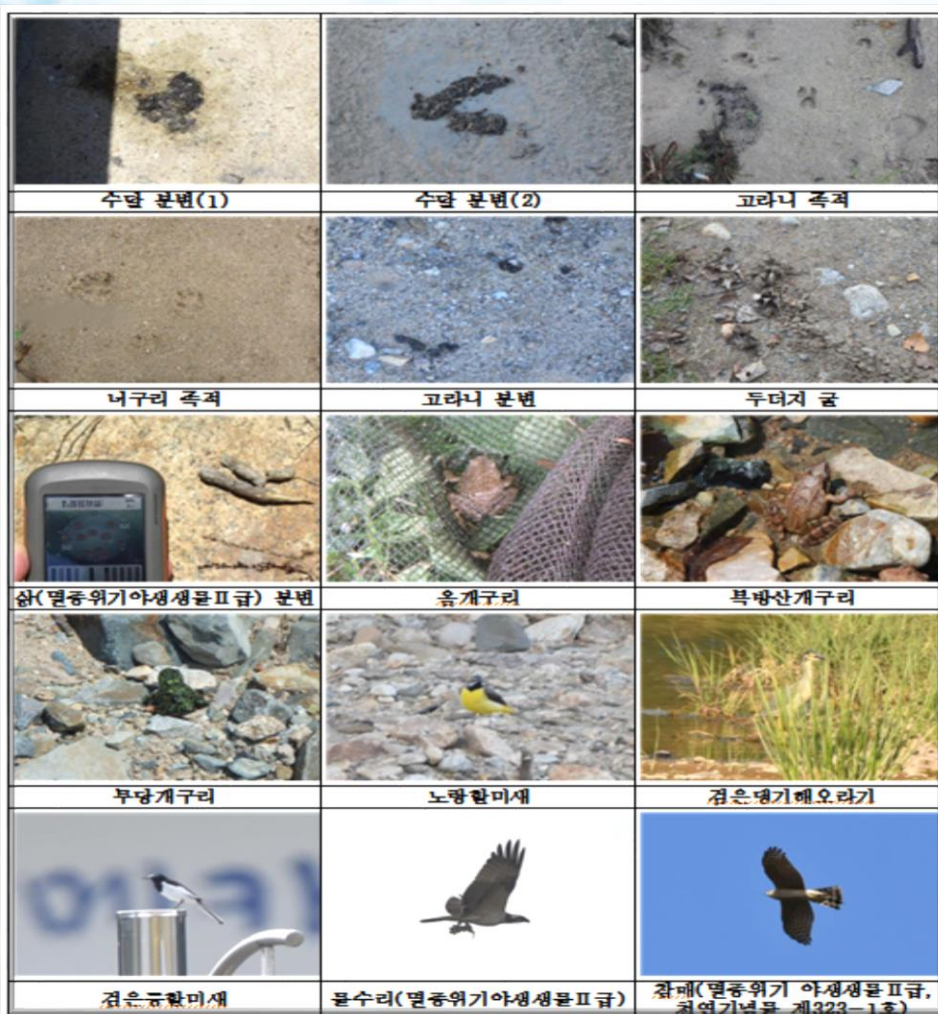 수달 분변(1)
수달 분변(2)
고라니 족적
너구리 족적
고라니 분변
두더지 굴
삵(멸종위기야생생물Ⅱ급) 분변
옴개구리
북방산개구리
무당개구리
노랑할미새
검은댕기해오라기
검은등할미새
물수리(멸종위기야생생물Ⅱ급)
참매(멸종위기 야생생물Ⅱ급,
천연기념물 제323-1호)